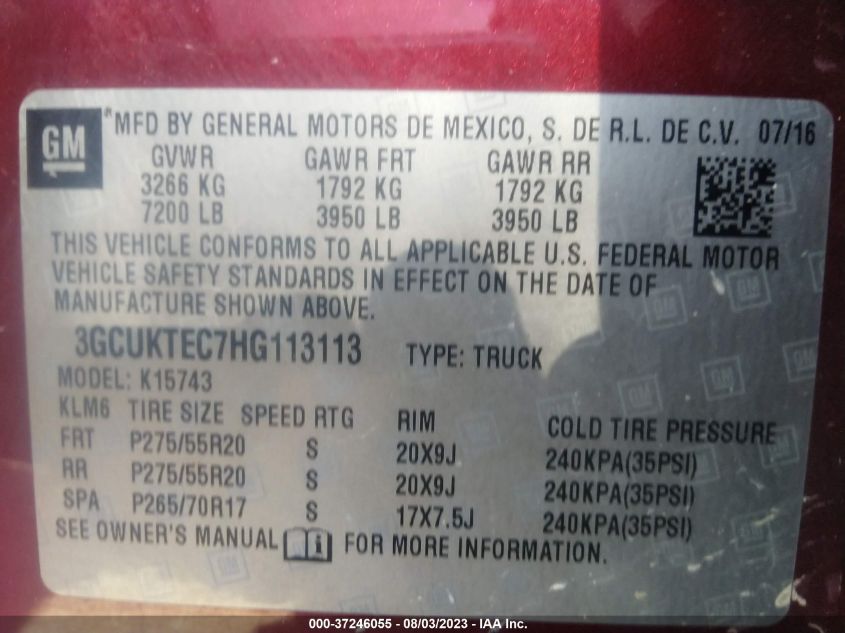 GM
*MFD BY GENERAL MOTORS DE MEXICO, S. DE R.L. DE C.V. 07/16
GVWR GAWR FRT GAWR RR
3266 KG 1792 KG 1792 KG
7200 LB 3950 LB 3950 LB
THIS VEHICLE CONFORMS TO ALL APPLICABLE U.S. FEDERAL MOTOR
VEHICLE SAFETY STANDARDS IN EFFECT ON THE DATE OF
MANUFACTURE SHOWN ABOVE.
3GCUKTEC7HG113113 TYPE: TRUCK
MODEL: K15743
KLM6 TIRE SIZE SPEED RTG RIM COLD TIRE PRESSURE
FRT P275/55R20 S 20X9J 240KPA(35PSI)
RR P275/55R20 S 20X9J 240KPA(35PSI)
SPA P265/70R17 S 17X7.5J 240KPA(35PSI)
SEE OWNER'S MANUAL i FOR MORE INFORMATION.
000-37246055 - 08/03/2023 - IAA Inc.